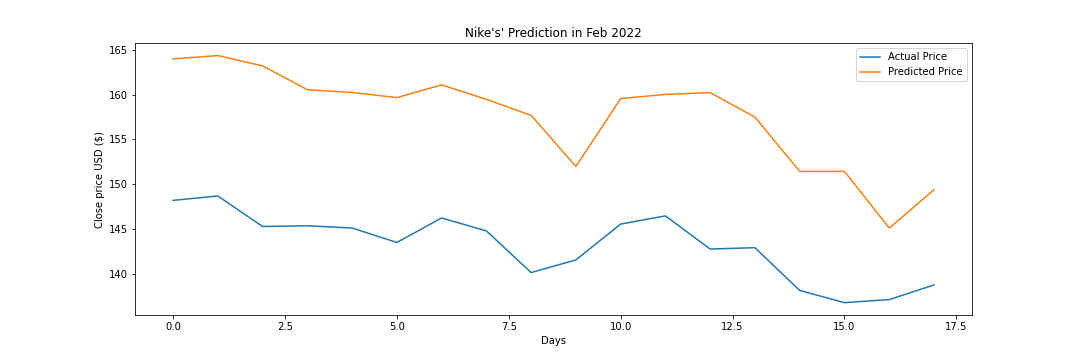 Nike's' Prediction in Feb 2022
Actual Price
Predicted Price
Close price USD ($)
165
160
155
150
145
140
0.0 2.5 5.0 7.5 10.0 12.5 15.0 17.5
Days